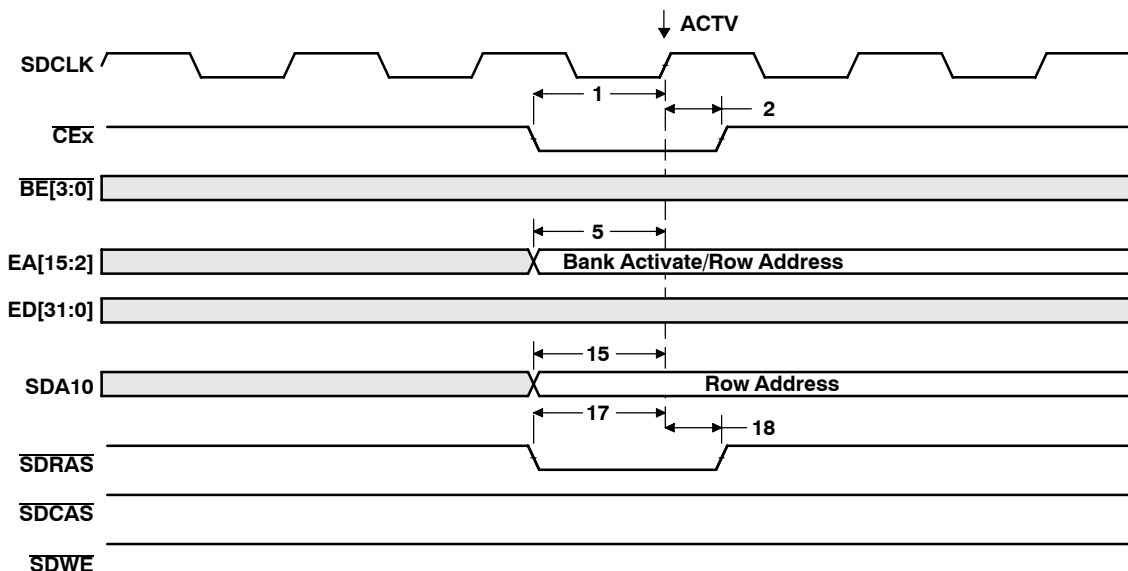 ACTV
SDCLK
1
2
CEx
BE[3:0]
5
EA[15:2]
Bank Activate/Row Address
ED[31:0]
15
SDA10
Row Address
17
18
SDRAS
SDCAS
SDWE